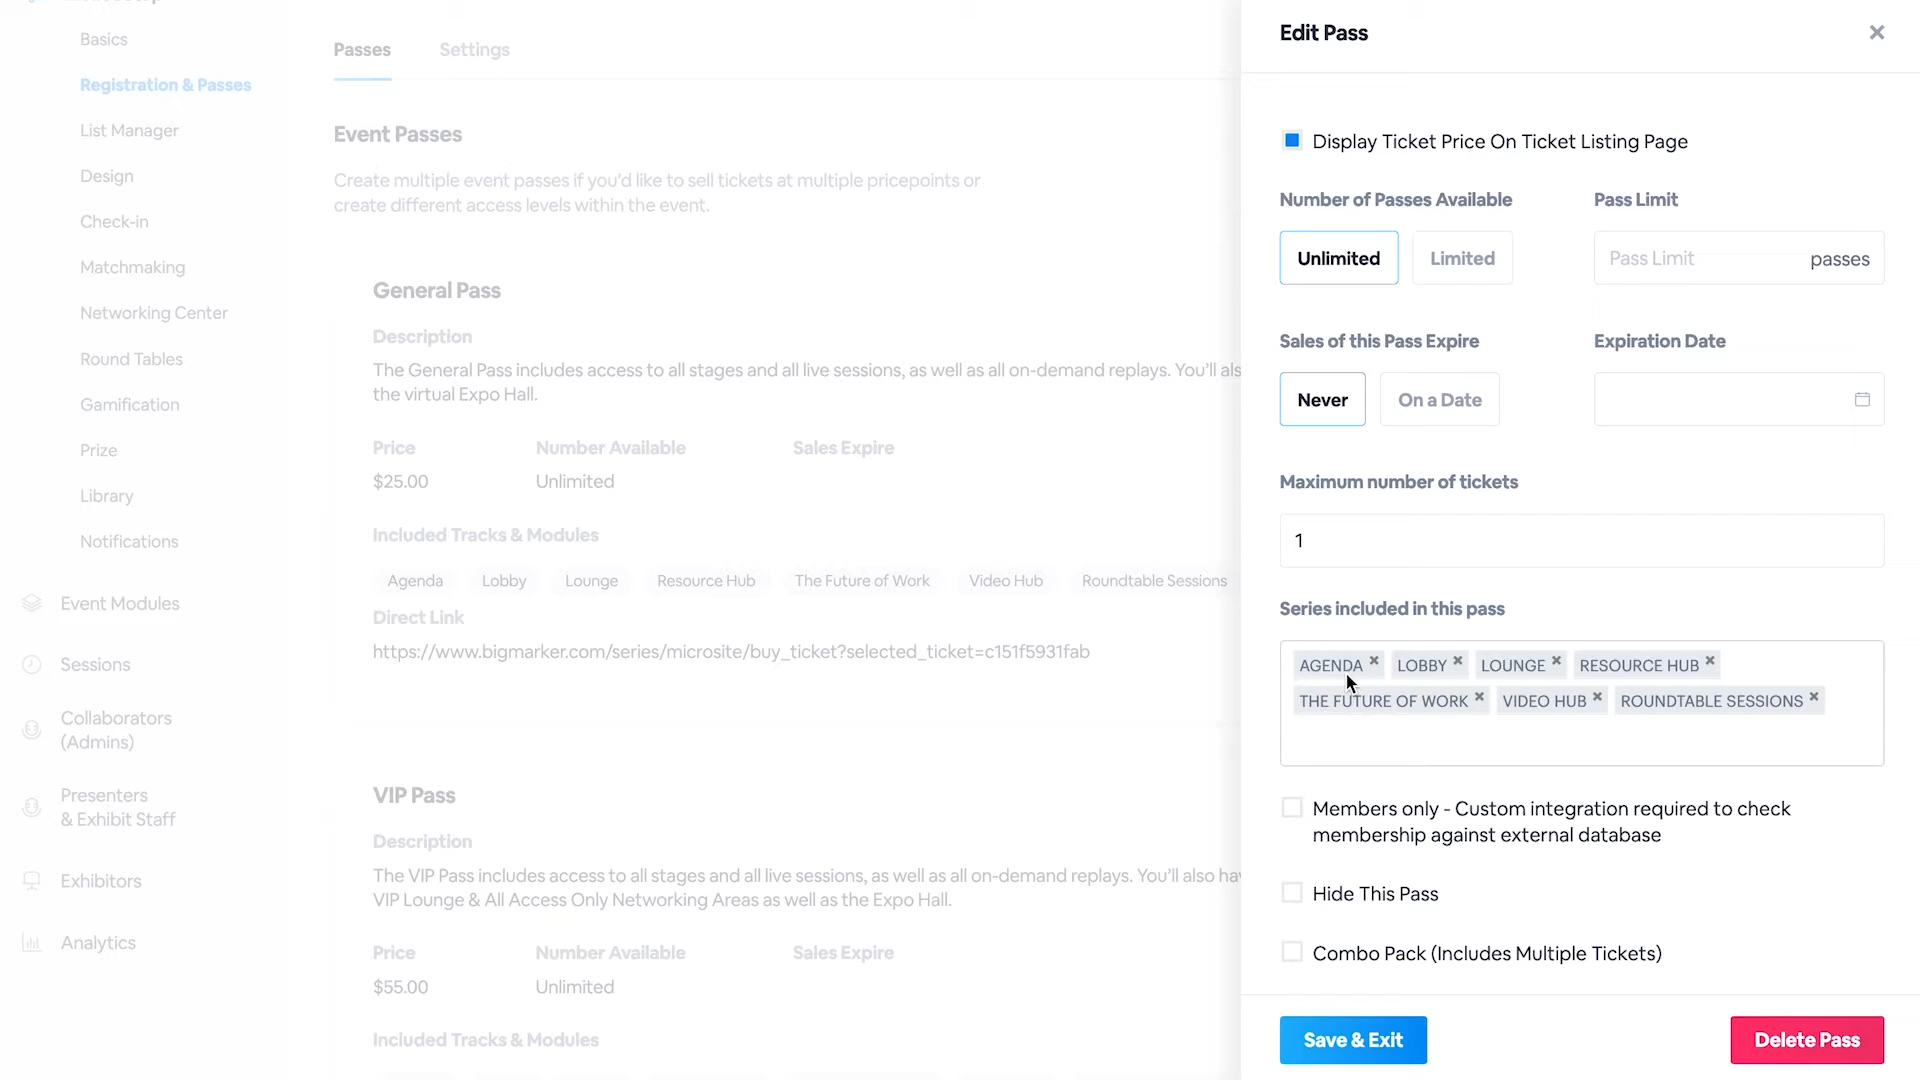 Basics
Registration & Passes
List Manager
Design
Check-in
Matchmaking
Networking Center
Round Tables
Gamification
Prize
Library
Notifications
Event Modules
Sessions
Collaborators
(Admins)
Presenters
& Exhibit Staff
Exhibitors
Analytics
Passes Settings
Event Passes
Create multiple event passes if you'd like to sell tickets at multiple pricepoints or
create different access levels within the event.
General Pass
Description
The General Pass includes access to all stages and all live sessions, as well as all on-demand replays. You'll
the virtual Expo Hall.
Price Number Available Sales Expire
$25.00 Unlimited
Included Tracks & Modules
Agenda Lobby Lounge Resource Hub The Future of Work Video Hub Roundtable Sessions
Direct Link
https://www.bigmarker.com/series/microsite/buy_ticket?selected_ticket=c151f5931fab
VIP Pass
Description
The VIP Pass includes access to all stages and all live sessions, as well as all on-demand replays. You'll also
VIP Lounge & All Access Only Networking Areas as well as the Expo Hall.
Price Number Available Sales Expire
$55.00 Unlimited
Included Tracks & Modules
Edit Pass
Display Ticket Price On Ticket Listing Page
Number of Passes Available Pass Limit
Unlimited Limited Pass Limit passes
Sales of this Pass Expire Expiration Date
Never On a Date
Maximum number of tickets
1
Series included in this pass
AGENDA × LOBBY × LOUNGE × RESOURCE HUB ×
THE FUTURE OF WORK × VIDEO HUB × ROUNDTABLE SESSIONS ×
Members only - Custom integration required to check
membership against external database
Hide This Pass
Combo Pack (Includes Multiple Tickets)
Save & Exit Delete Pass